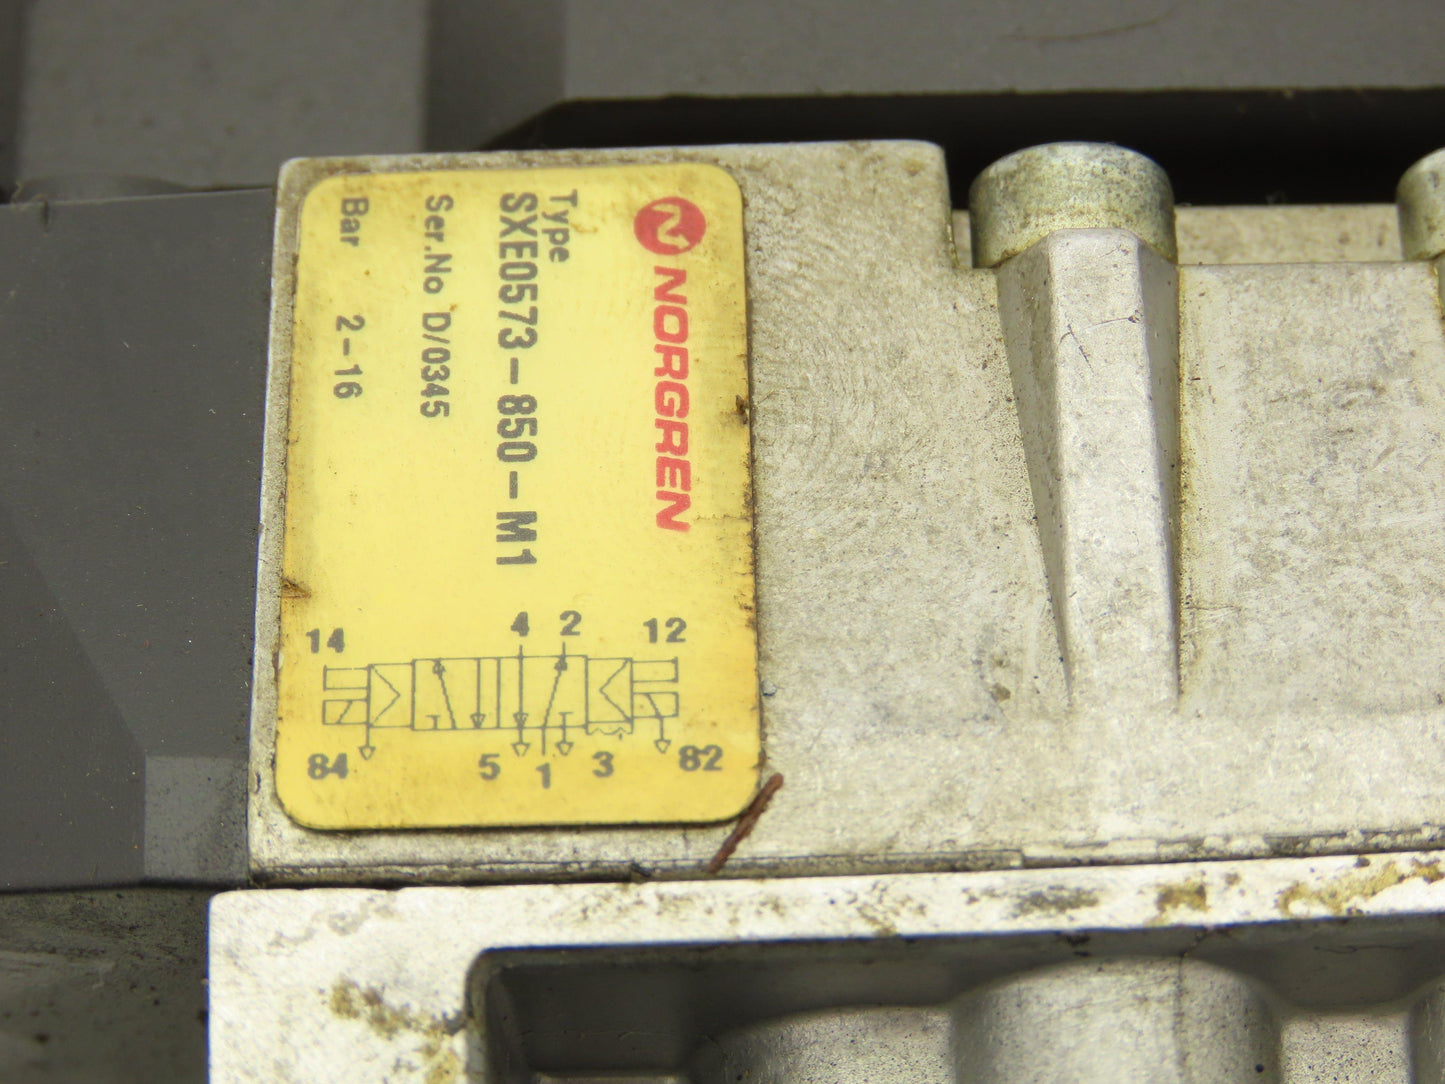 NORGREN
Type
SXE0573-850-M1
Ser.No D/0345
Bar 2-16
14 4 2 12
84 5 1 3 82